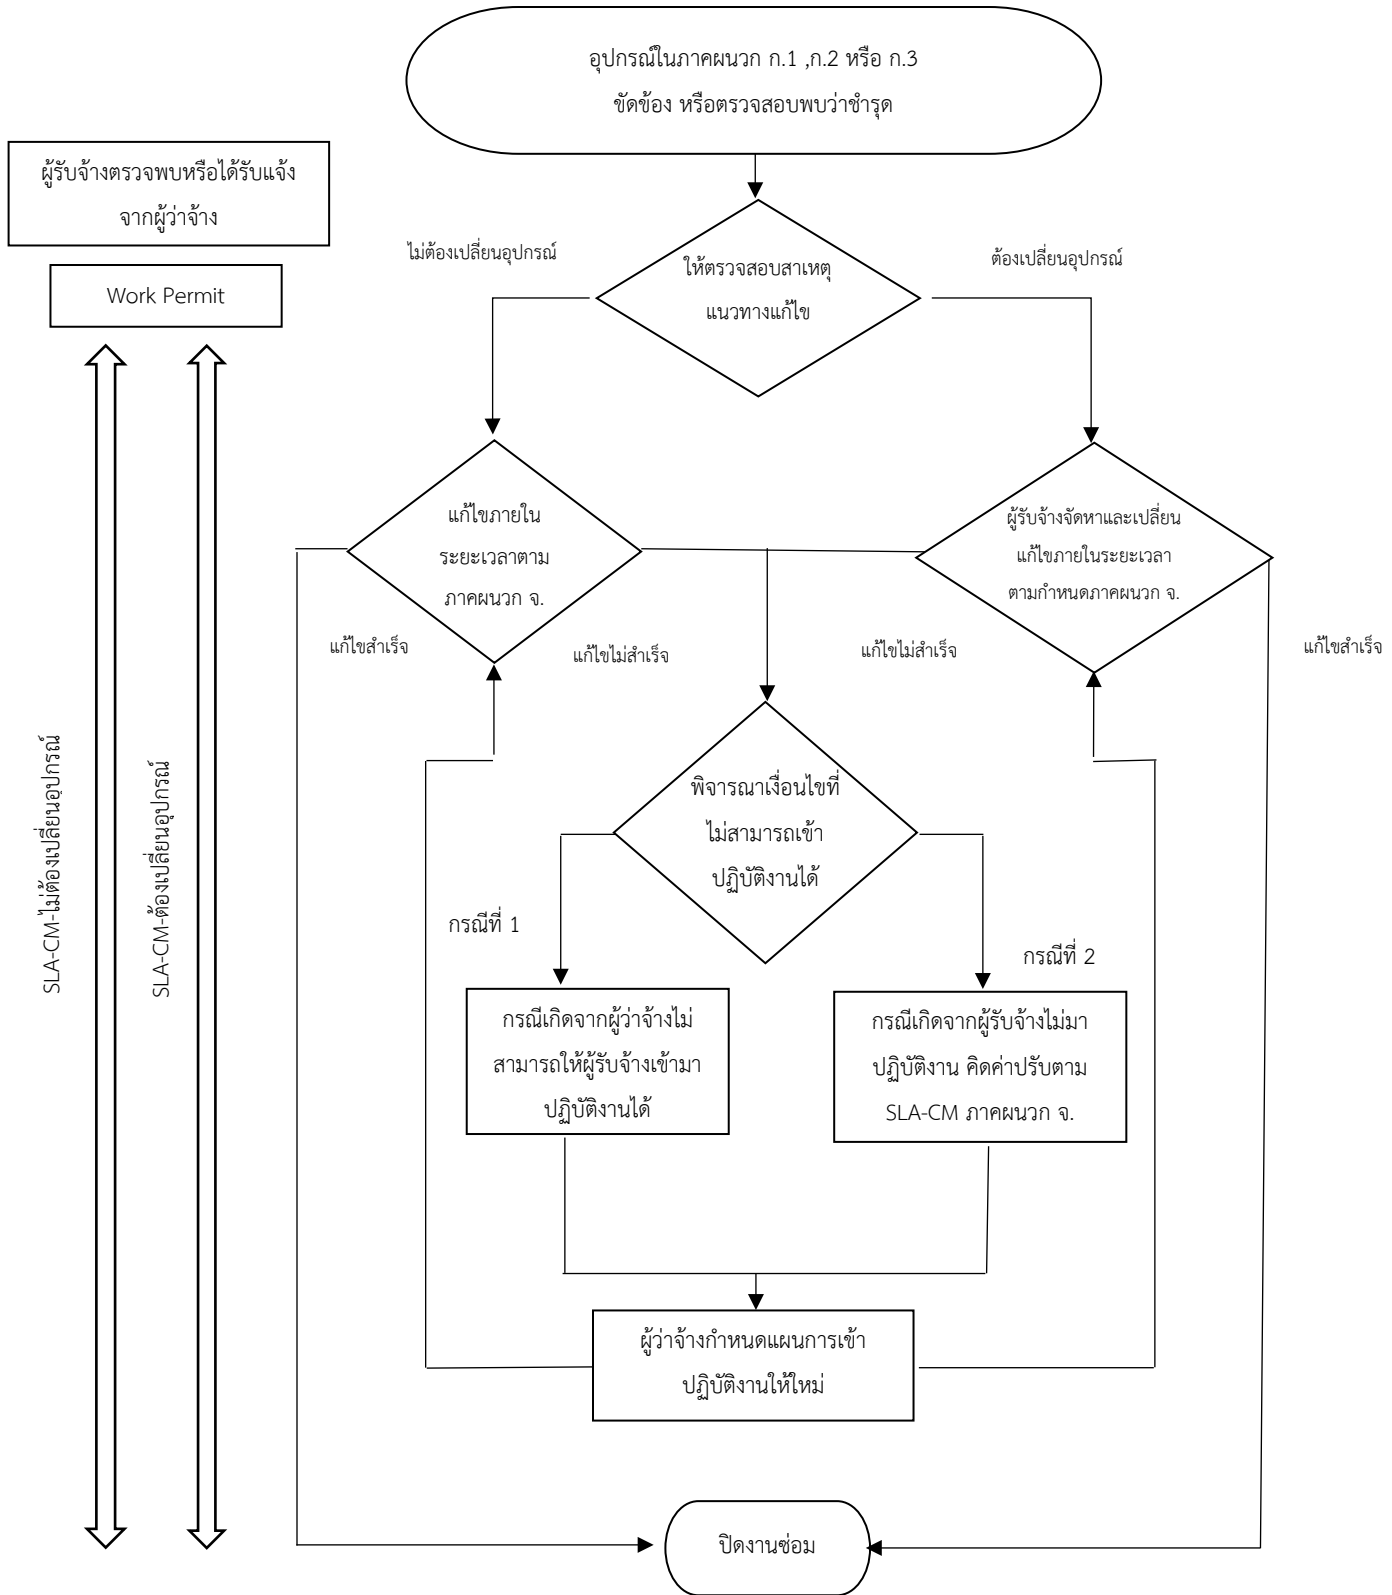 อุปกรณ์ในภาคผนวก ก.1 ,ก.2 หรือ ก.3
ขัดข้อง หรือตรวจสอบพบว่าชำรุด
ผู้รับจ้างตรวจพบหรือได้รับแจ้ง
จากผู้ว่าจ้าง
Work Permit
ไม่ต้องเปลี่ยนอุปกรณ์
ให้ตรวจสอบสาเหตุ
แนวทางแก้ไข
ต้องเปลี่ยนอุปกรณ์
แก้ไขภายใน
ระยะเวลาตาม
ภาคผนวก จ.
ผู้รับจ้างจัดหาและเปลี่ยน
แก้ไขภายในระยะเวลา
ตามกำหนดภาคผนวก จ.
แก้ไขสำเร็จ
แก้ไขไม่สำเร็จ
แก้ไขไม่สำเร็จ
แก้ไขสำเร็จ
SLA-CM-ไม่ต้องเปลี่ยนอุปกรณ์
SLA-CM-ต้องเปลี่ยนอุปกรณ์
พิจารณาเงื่อนไขที่
ไม่สามารถเข้า
ปฏิบัติงานได้
กรณีที่ 1
กรณีที่ 2
กรณีเกิดจากผู้ว่าจ้างไม่
สามารถให้ผู้รับจ้างเข้ามา
ปฏิบัติงานได้
กรณีเกิดจากผู้รับจ้างไม่มา
ปฏิบัติงาน คิดค่าปรับตาม
SLA-CM ภาคผนวก จ.
ผู้ว่าจ้างกำหนดแผนการเข้า
ปฏิบัติงานให้ใหม่
ปิดงานซ่อม